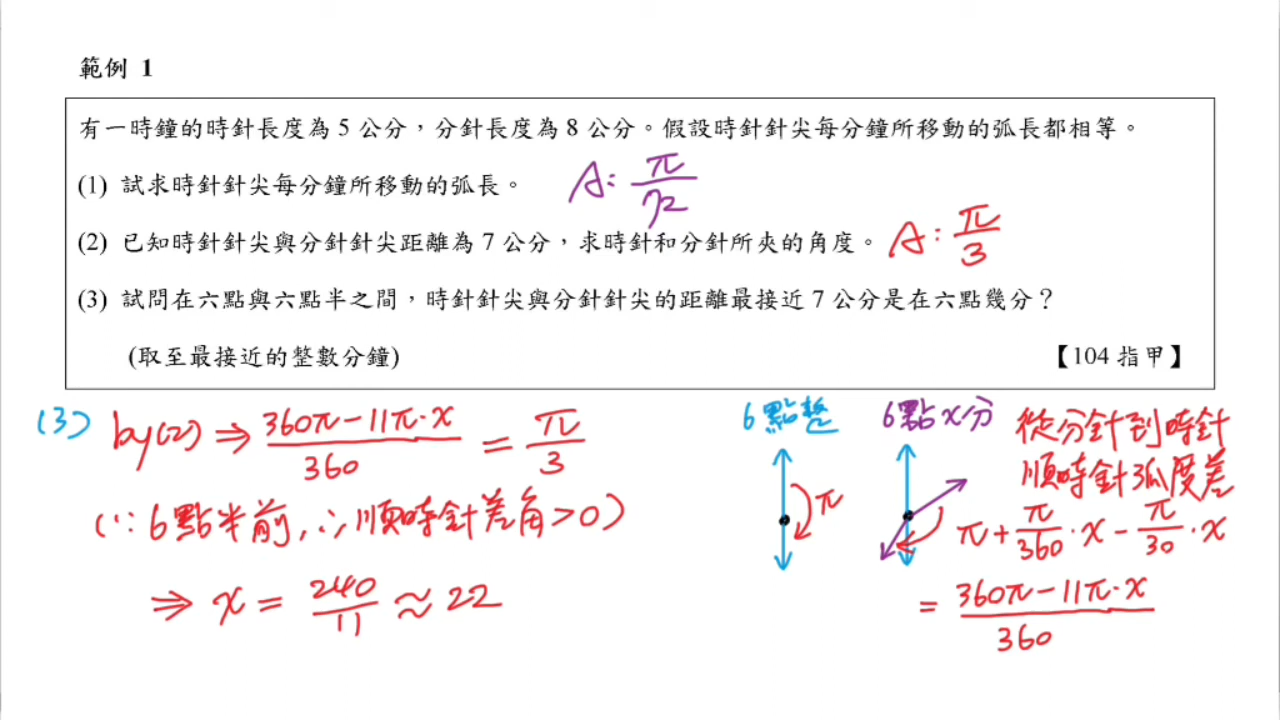 範例 1
有一時鐘的時針長度為 5 公分，分針長度為 8 公分。假設時針針尖每分鐘所移動的弧長都相等。
(1) 試求時針針尖每分鐘所移動的弧長。 A: π/72
(2) 已知時針針尖與分針針尖距離為 7 公分，求時針和分針所夾的角度。 A: π/3
(3) 試問在六點與六點半之間，時針針尖與分針針尖的距離最接近 7 公分是在六點幾分？
(取至最接近的整數分鐘) 【104 指甲】
(3) by(2) ⇒ (360π-11π·x)/360 = π/3
(∵ 6點半前, ∴ 順時針差角>0)
⇒ x = 240/11 ≈ 22
6點整
π
6點x分
從分針到時針
順時針弧度差
π + π/360·x - π/30·x
= (360π-11π·x)/360